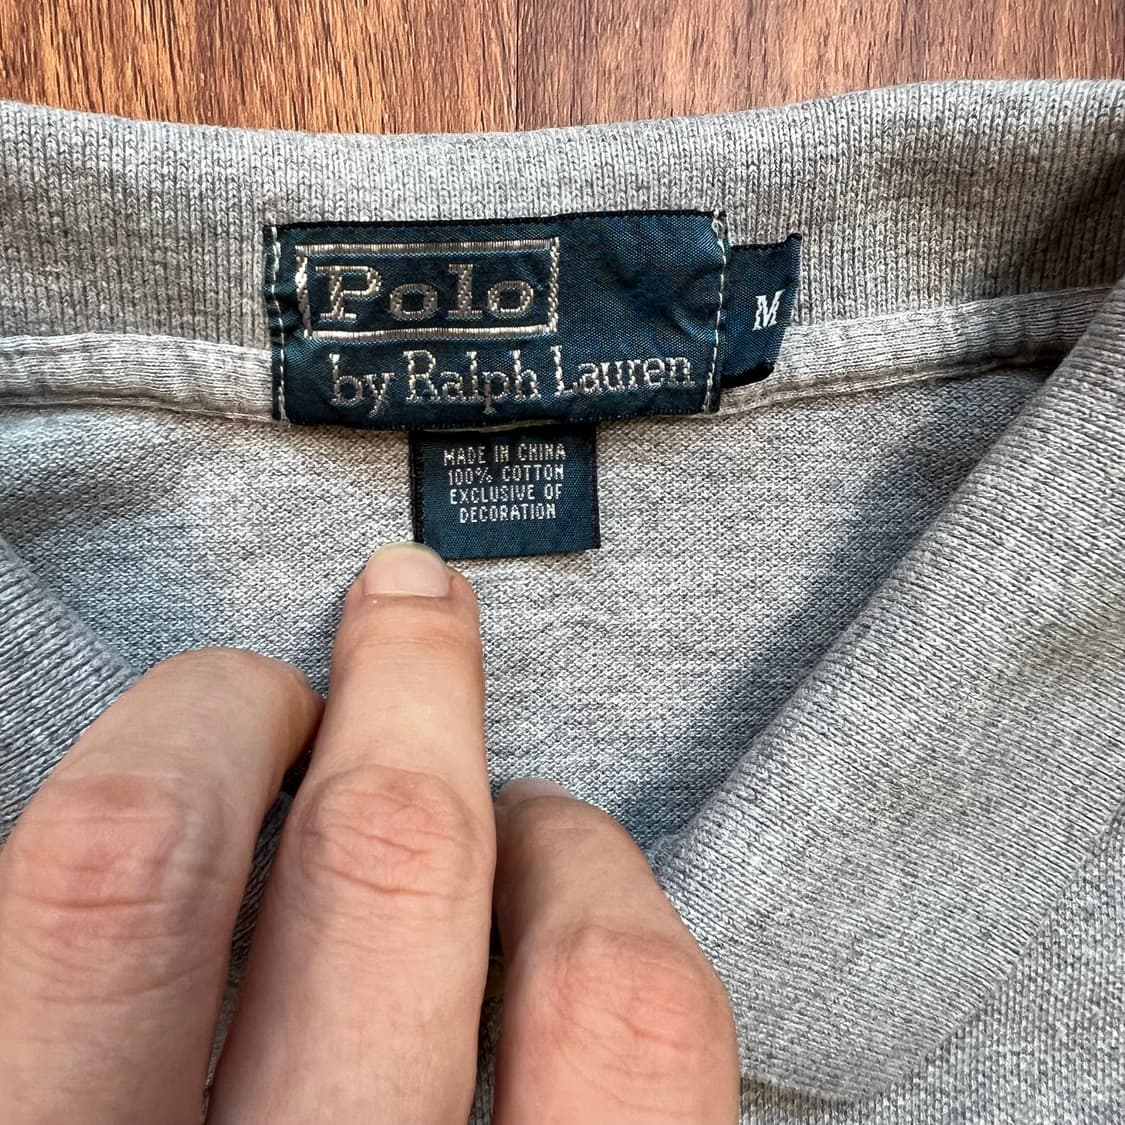 Polo
by Ralph Lauren
M
MADE IN CHINA
100% COTTON
EXCLUSIVE OF
DECORATION